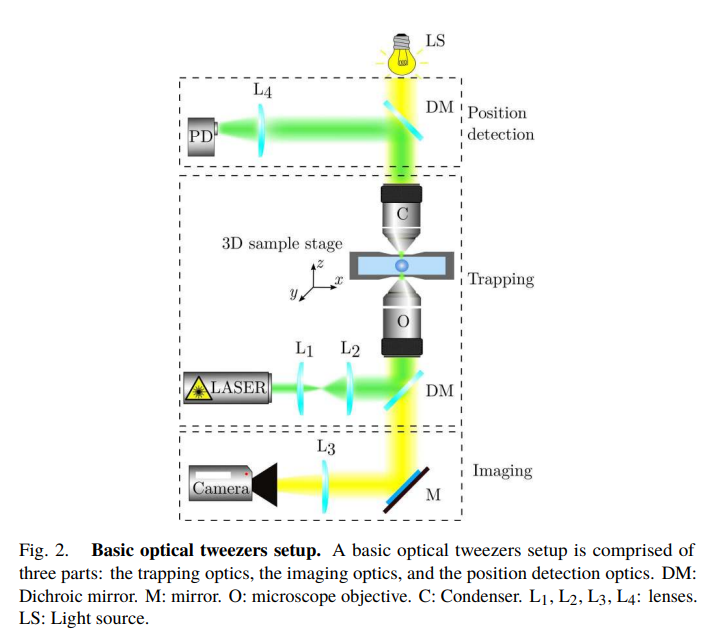 LS
L4
DM
Position
detection
PD
C
3D sample stage
z
x
y
Trapping
O
L1
L2
LASER
DM
L3
Imaging
Camera
M
Fig. 2. Basic optical tweezers setup. A basic optical tweezers setup is comprised of
three parts: the trapping optics, the imaging optics, and the position detection optics. DM:
Dichroic mirror. M: mirror. O: microscope objective. C: Condenser. L1, L2, L3, L4: lenses.
LS: Light source.